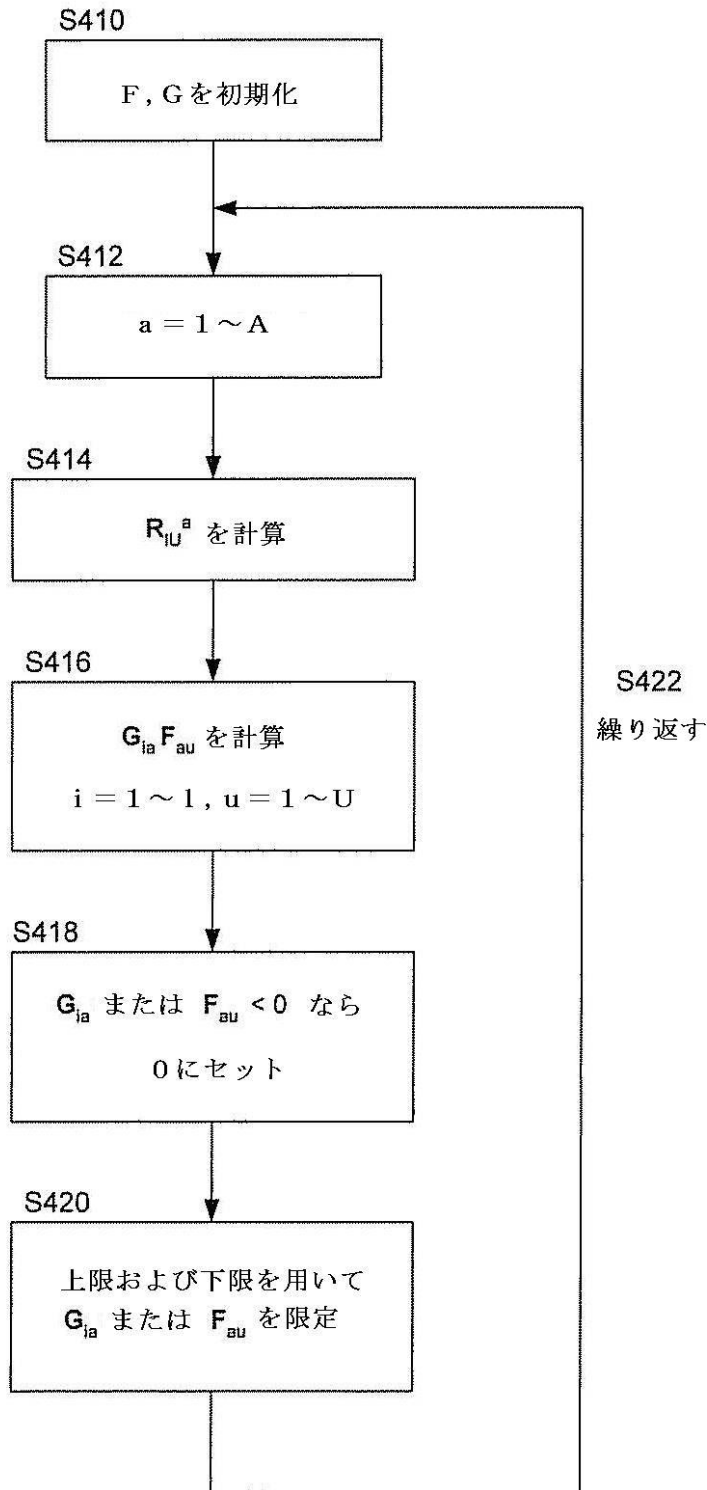 S410
F, Gを初期化
S412
a = 1～A
S414
R_IU^a を計算
S416
G_ia F_au を計算
i = 1～l, u = 1～U
S422
繰り返す
S418
G_ia または F_au <0 なら
0にセット
S420
上限および下限を用いて
G_ia または F_au を限定